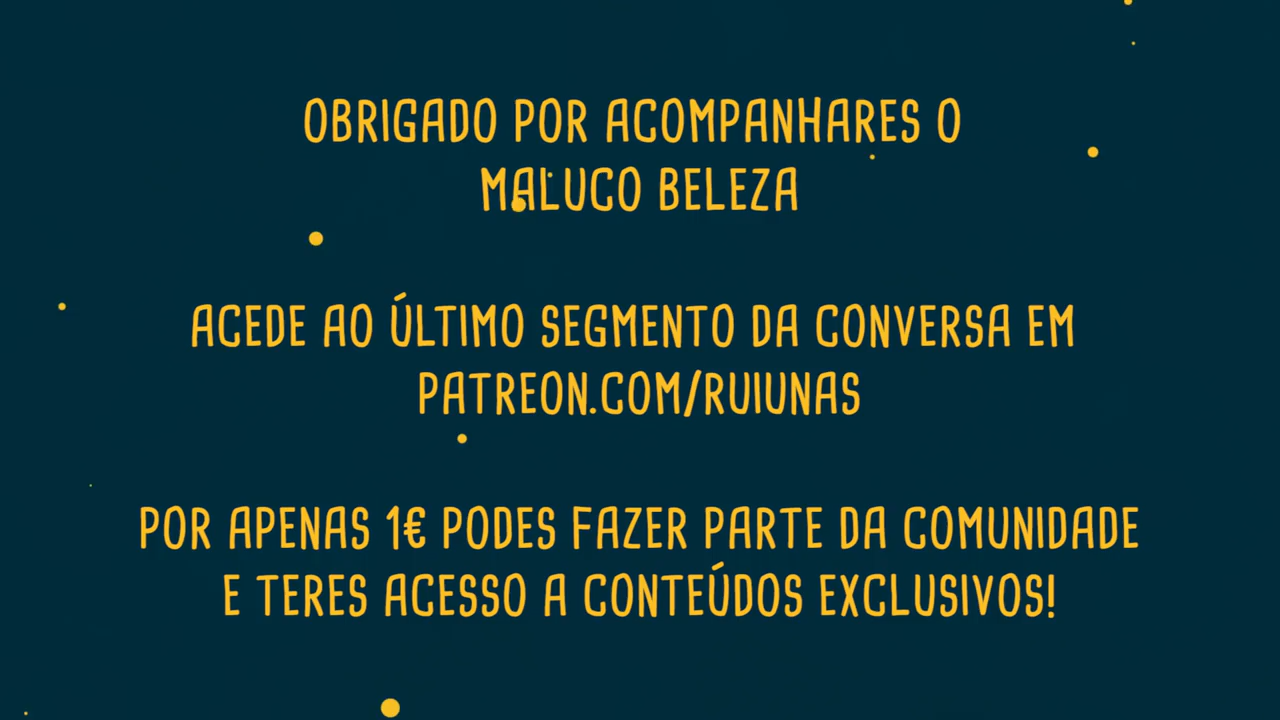 OBRIGADO POR ACOMPANHARES O
MALUCO BELEZA
ACEDE AO ÚLTIMO SEGMENTO DA CONVERSA EM
PATREON.COM/RUIUNAS
POR APENAS 1€ PODES FAZER PARTE DA COMUNIDADE
E TERES ACESSO A CONTEÚDOS EXCLUSIVOS!